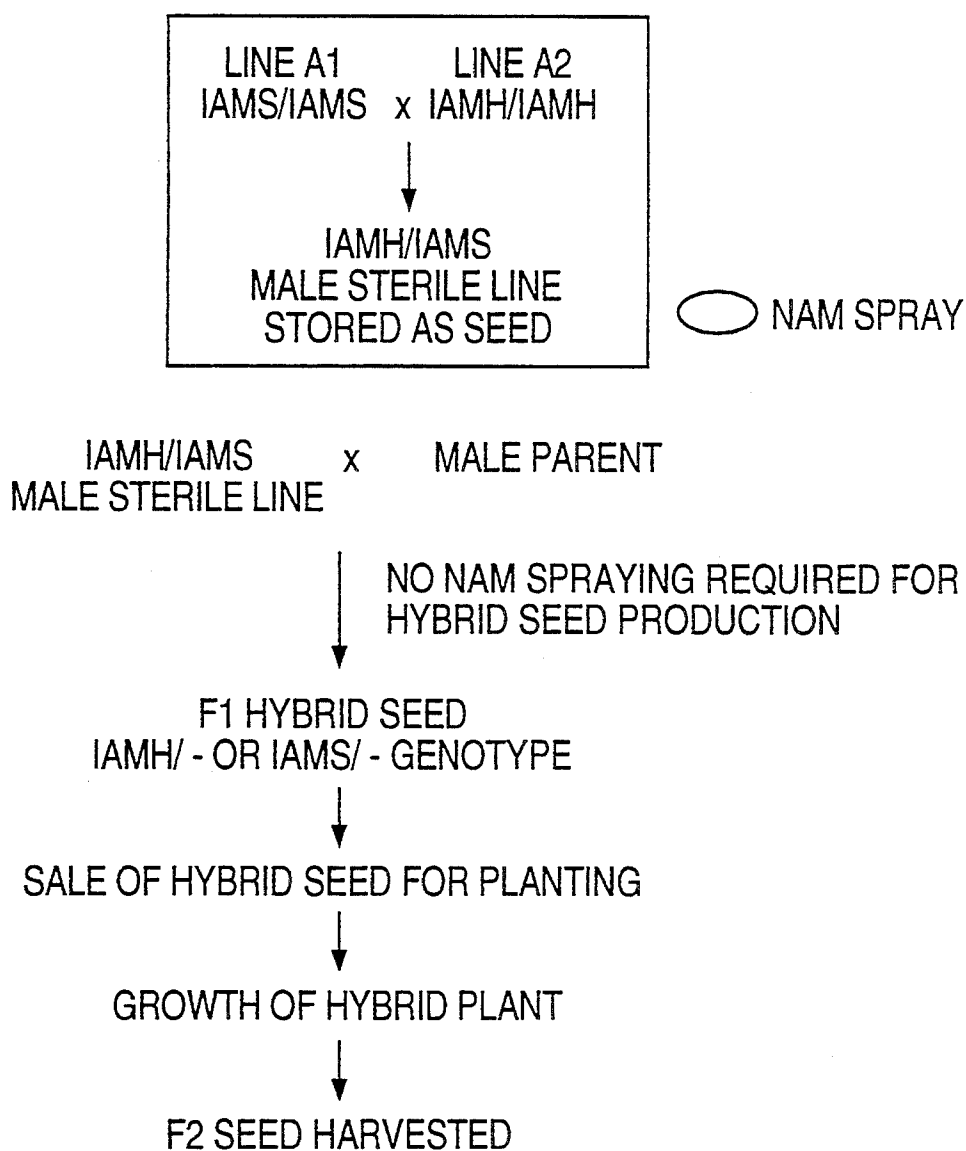 LINE A1 LINE A2
IAMS/IAMS x IAMH/IAMH
IAMH/IAMS
MALE STERILE LINE
STORED AS SEED
NAM SPRAY
IAMH/IAMS x MALE PARENT
MALE STERILE LINE
NO NAM SPRAYING REQUIRED FOR
HYBRID SEED PRODUCTION
F1 HYBRID SEED
IAMH/ - OR IAMS/ - GENOTYPE
SALE OF HYBRID SEED FOR PLANTING
GROWTH OF HYBRID PLANT
F2 SEED HARVESTED